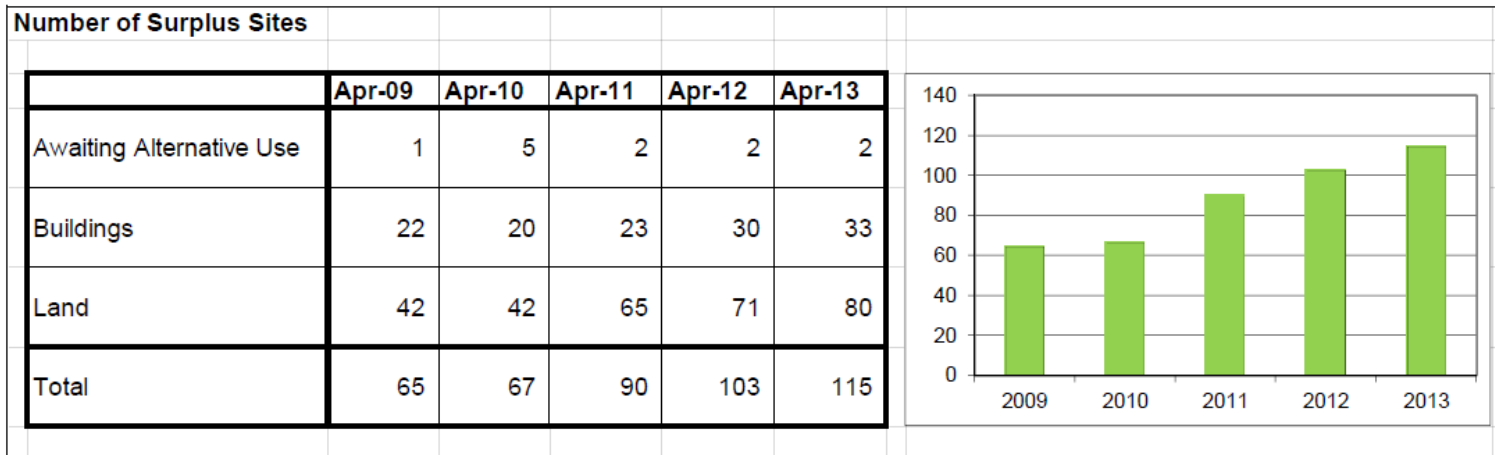 Number of Surplus Sites
Apr-09 Apr-10 Apr-11 Apr-12 Apr-13
Awaiting Alternative Use 1 5 2 2 2
Buildings 22 20 23 30 33
Land 42 42 65 71 80
Total 65 67 90 103 115
140
120
100
80
60
40
20
0
2009 2010 2011 2012 2013